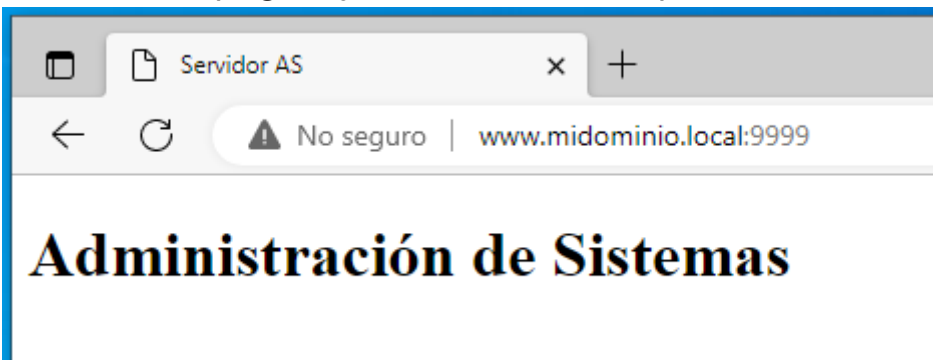 Servidor AS
No seguro | www.midominio.local:9999
Administración de Sistemas